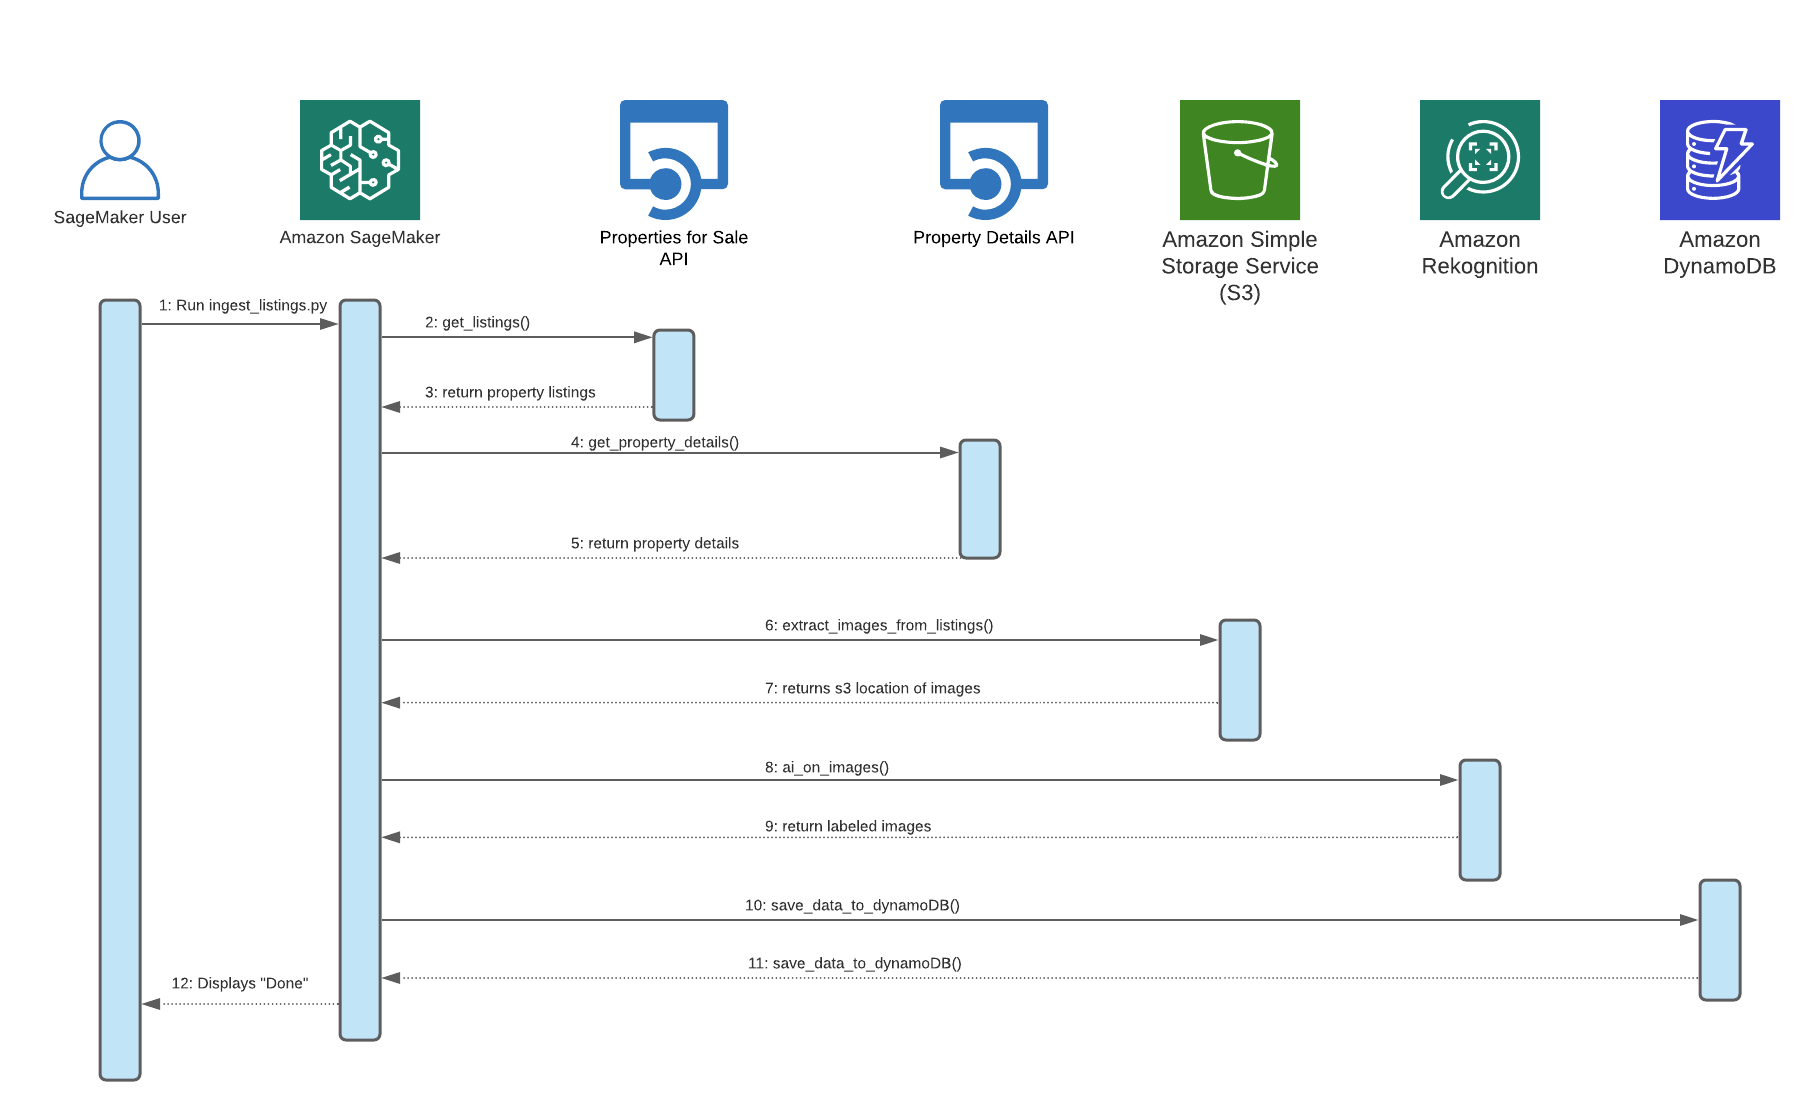 SageMaker User
Amazon SageMaker
Properties for Sale
API
Property Details API
Amazon Simple
Storage Service
(S3)
Amazon
Rekognition
Amazon
DynamoDB
1: Run ingest_listings.py
2: get_listings()
3: return property listings
4: get_property_details()
5: return property details
6: extract_images_from_listings()
7: returns s3 location of images
8: ai_on_images()
9: return labeled images
10: save_data_to_dynamoDB()
11: save_data_to_dynamoDB()
12: Displays "Done"